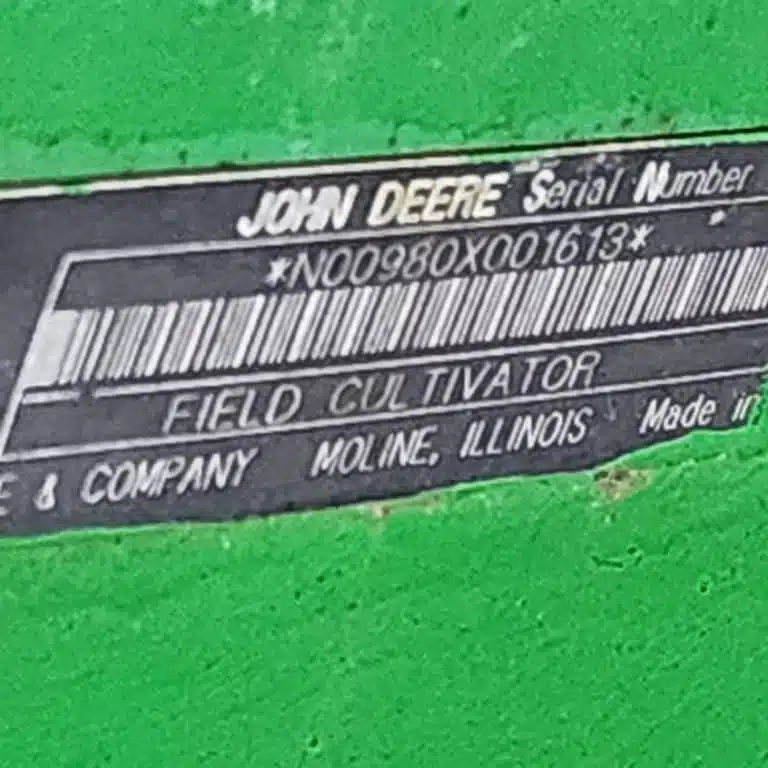 JOHN DEERE Serial Number
*N00980X001613*
FIELD CULTIVATOR
E & COMPANY MOLINE, ILLINOIS Made in